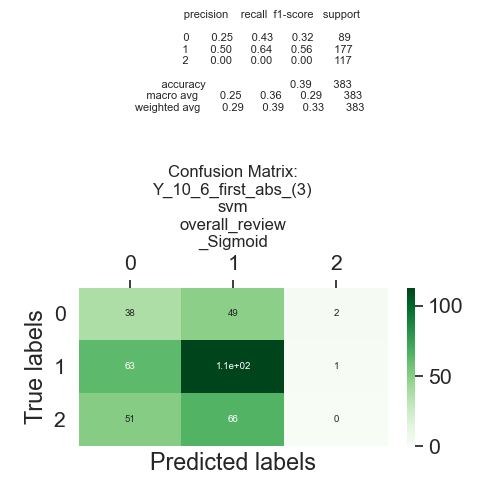 precision recall f1-score support
0 0.25 0.43 0.32 89
1 0.50 0.64 0.56 177
2 0.00 0.00 0.00 117
accuracy 0.39 383
macro avg 0.25 0.36 0.29 383
weighted avg 0.29 0.39 0.33 383
Confusion Matrix:
Y_10_6_first_abs_(3)
svm
overall_review
_Sigmoid
0 1 2
True labels
0 38 49 2
1 63 1.1e+02 1
2 51 66 0
Predicted labels
100
50
0